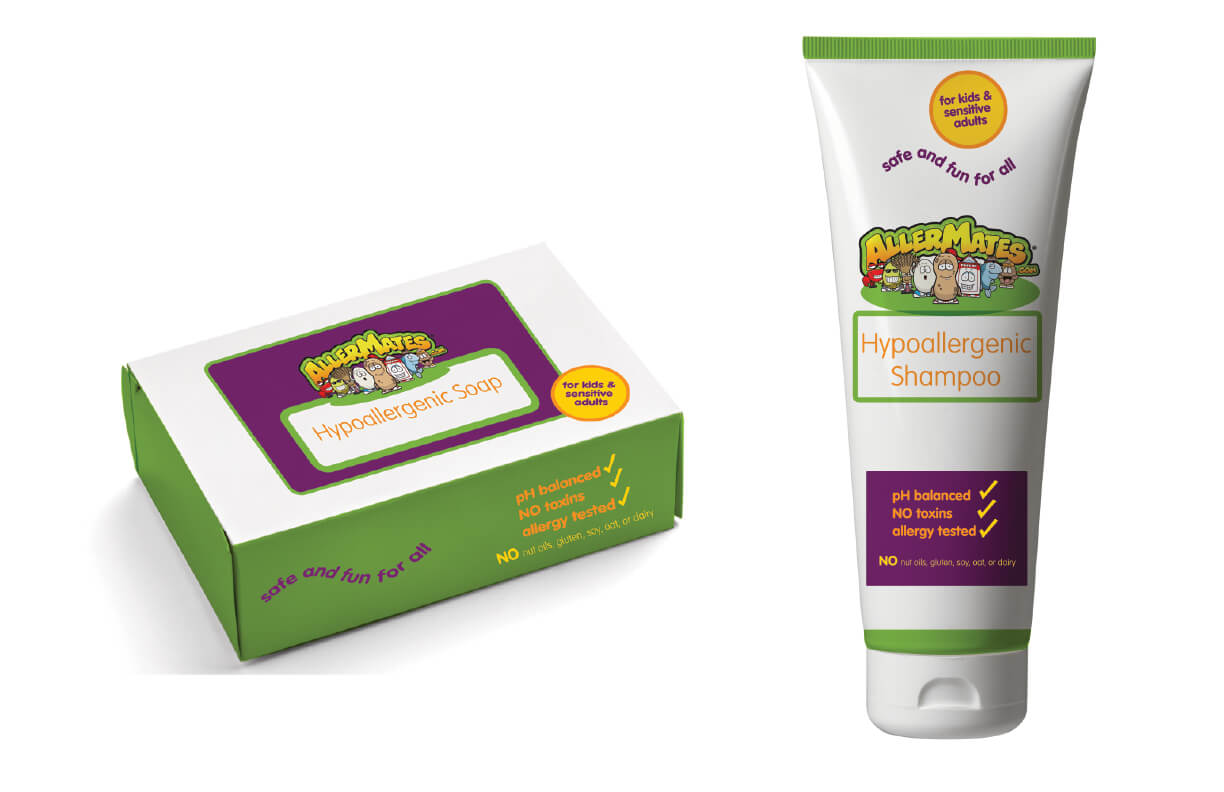 ALLERMATES
.COM
Hypoallergenic Soap
for kids &
sensitive
adults
pH balanced
NO toxins
allergy tested
NO nut oils, gluten, soy, oat, or dairy
safe and fun for all
for kids &
sensitive
adults
safe and fun for all
ALLERMATES®
.COM
Hypoallergenic
Shampoo
pH balanced
NO toxins
allergy tested
NO nut oils, gluten, soy, oat, or dairy